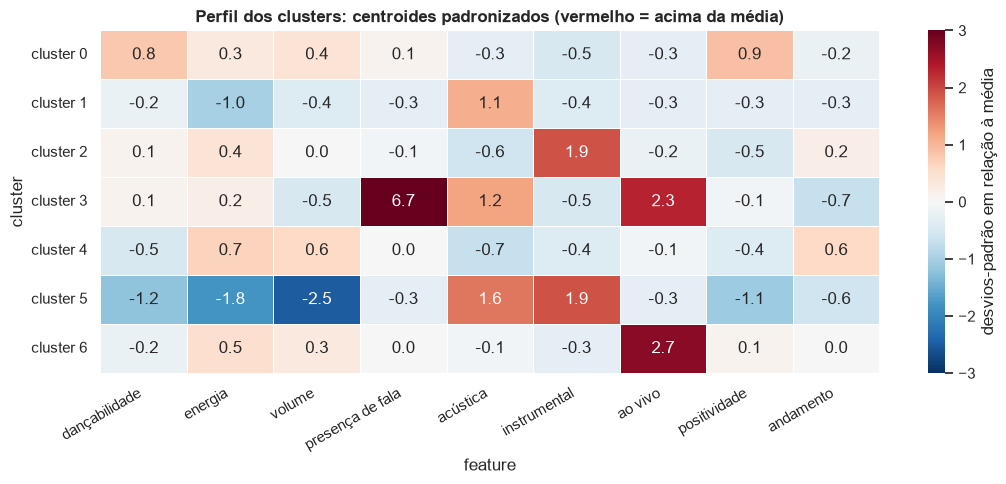 Perfil dos clusters: centroides padronizados (vermelho = acima da média)
cluster 0 0.8 0.3 0.4 0.1 -0.3 -0.5 -0.3 0.9 -0.2
cluster 1 -0.2 -1.0 -0.4 -0.3 1.1 -0.4 -0.3 -0.3 -0.3
cluster 2 0.1 0.4 0.0 -0.1 -0.6 1.9 -0.2 -0.5 0.2
cluster 3 0.1 0.2 -0.5 6.7 1.2 -0.5 2.3 -0.1 -0.7
cluster 4 -0.5 0.7 0.6 0.0 -0.7 -0.4 -0.1 -0.4 0.6
cluster 5 -1.2 -1.8 -2.5 -0.3 1.6 1.9 -0.3 -1.1 -0.6
cluster 6 -0.2 0.5 0.3 0.0 -0.1 -0.3 2.7 0.1 0.0
cluster
dançabilidade energia volume presença de fala acústica instrumental ao vivo positividade andamento
feature
3
2
1
0
−1
−2
−3
desvios-padrão em relação à média